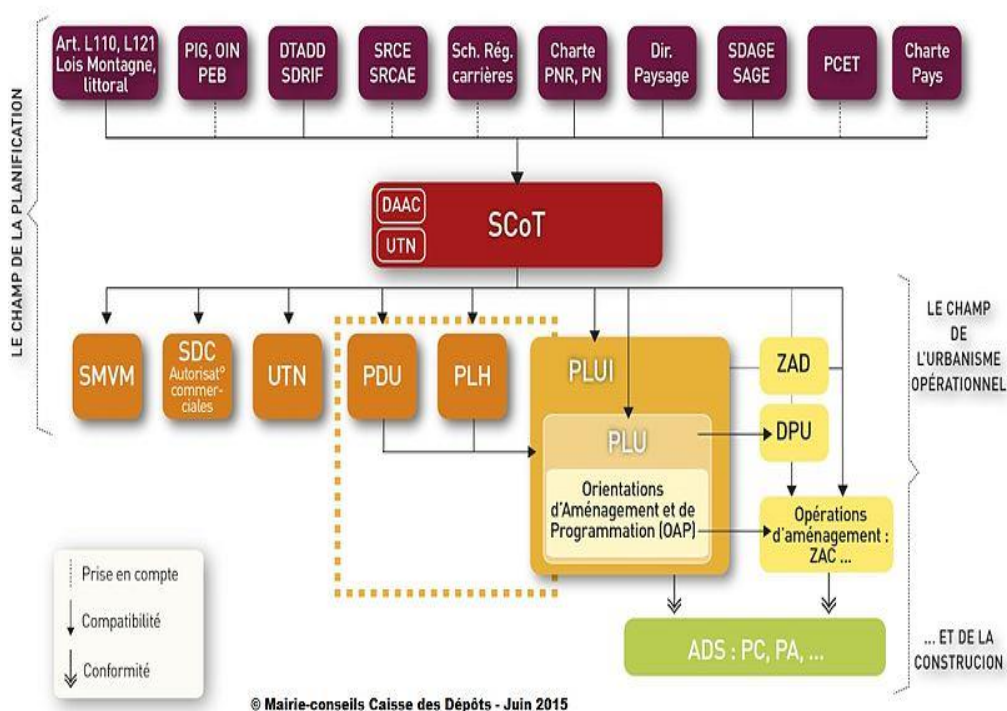 LE CHAMP DE LA PLANIFICATION
Art. L110, L121
Lois Montagne,
littoral
PIG, OIN
PEB
DTADD
SDRIF
SRCE
SRCAE
Sch. Rég.
carrières
Charte
PNR, PN
Dir.
Paysage
SDAGE
SAGE
PCET
Charte
Pays
DAAC
UTN
SCoT
SMVM
SDC
Autorisat°
commer-
ciales
UTN
PDU
PLH
PLUI
PLU
Orientations
d'Aménagement et de
Programmation (OAP)
ZAD
DPU
Opérations
d'aménagement :
ZAC ...
LE CHAMP
DE
L'URBANISME
OPÉRATIONNEL
ADS : PC, PA, ...
... ET DE LA
CONSTRUCION
Prise en compte
Compatibilité
Conformité
© Mairie-conseils Caisse des Dépôts - Juin 2015